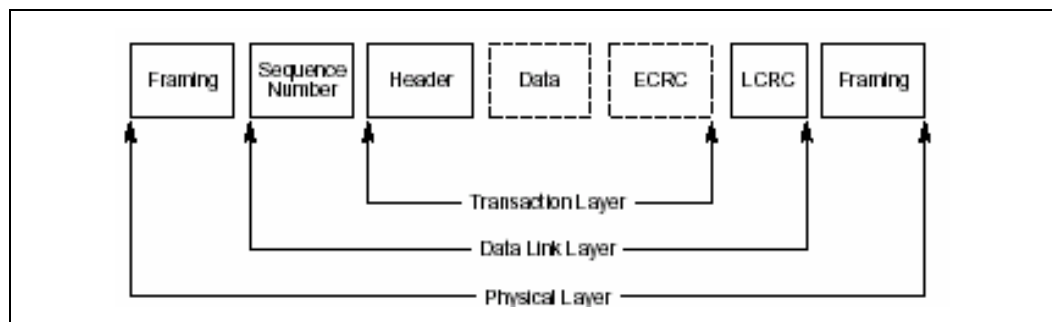 Framing
Sequence
Number
Header
Data
ECRC
LCRC
Framing
Transaction Layer
Data Link Layer
Physical Layer